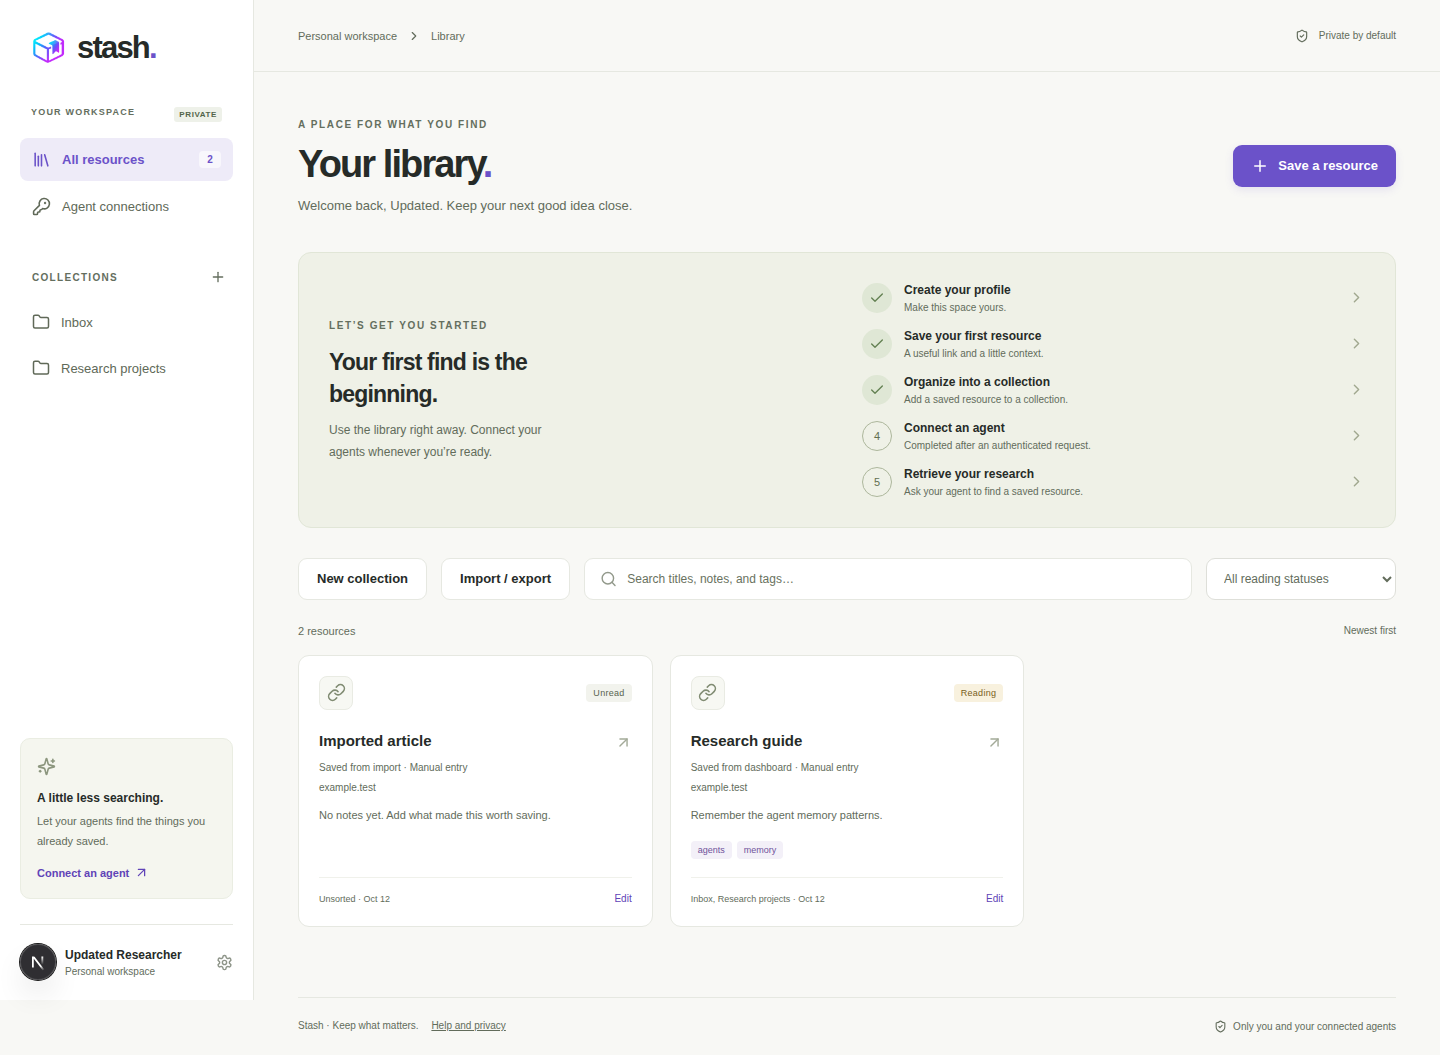 stash.
YOUR WORKSPACE
PRIVATE
All resources
2
Agent connections
COLLECTIONS
Inbox
Research projects
A little less searching.
Let your agents find the things you
already saved.
Connect an agent
N
Updated Researcher
Personal workspace
Personal workspace
Library
Private by default
A PLACE FOR WHAT YOU FIND
Your library.
Welcome back, Updated. Keep your next good idea close.
Save a resource
LET’S GET YOU STARTED
Your first find is the
beginning.
Use the library right away. Connect your
agents whenever you’re ready.
Create your profile
Make this space yours.
Save your first resource
A useful link and a little context.
Organize into a collection
Add a saved resource to a collection.
4
Connect an agent
Completed after an authenticated request.
5
Retrieve your research
Ask your agent to find a saved resource.
New collection
Import / export
Search titles, notes, and tags…
All reading statuses
2 resources
Newest first
Unread
Imported article
Saved from import · Manual entry
example.test
No notes yet. Add what made this worth saving.
Unsorted · Oct 12
Edit
Reading
Research guide
Saved from dashboard · Manual entry
example.test
Remember the agent memory patterns.
agents
memory
Inbox, Research projects · Oct 12
Edit
Stash · Keep what matters.
Help and privacy
Only you and your connected agents